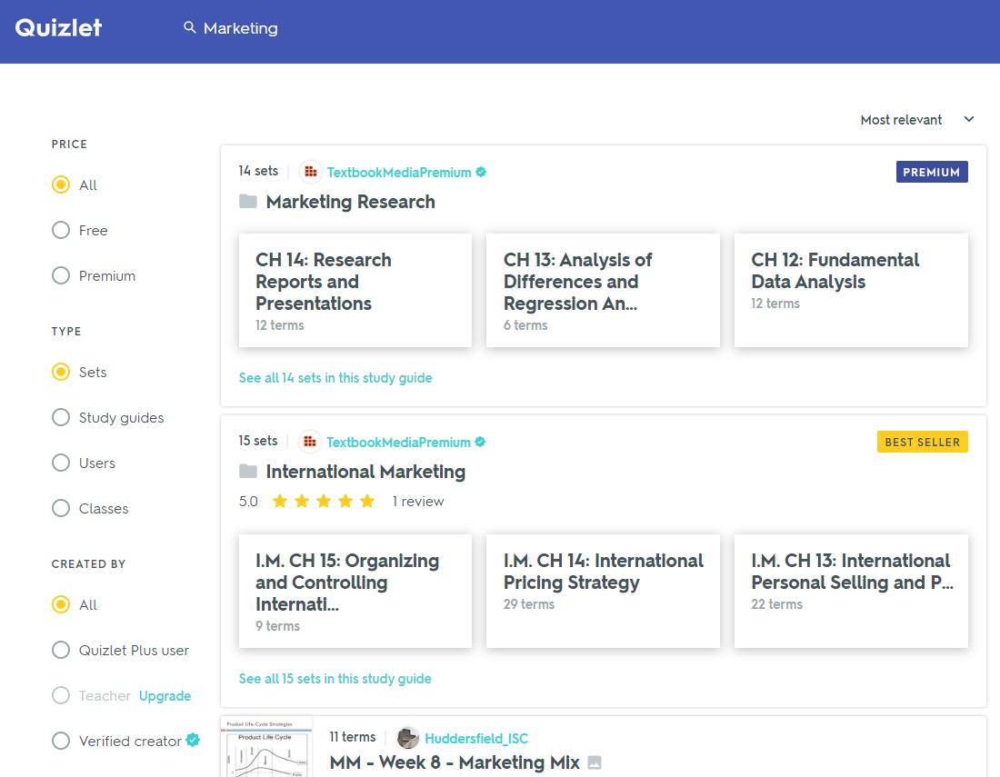 Quizlet
Marketing
Most relevant
PRICE
All
Free
Premium
TYPE
Sets
Study guides
Users
Classes
CREATED BY
All
Quizlet Plus user
Teacher Upgrade
Verified creator
14 sets TextbookMediaPremium PREMIUM
Marketing Research
CH 14: Research
Reports and
Presentations
12 terms
CH 13: Analysis of
Differences and
Regression An...
6 terms
CH 12: Fundamental
Data Analysis
12 terms
See all 14 sets in this study guide
15 sets TextbookMediaPremium BEST SELLER
International Marketing
5.0 1 review
I.M. CH 15: Organizing
and Controlling
Internati...
9 terms
I.M. CH 14: International
Pricing Strategy
29 terms
I.M. CH 13: International
Personal Selling and P...
22 terms
See all 15 sets in this study guide
Product Life-Cycle Strategies
Product Life Cycle
11 terms Huddersfield_ISC
MM - Week 8 - Marketing Mix